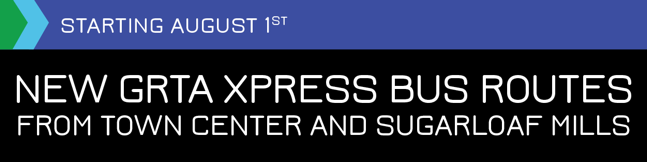 STARTING AUGUST 1ST
NEW GRTA XPRESS BUS ROUTES
FROM TOWN CENTER AND SUGARLOAF MILLS